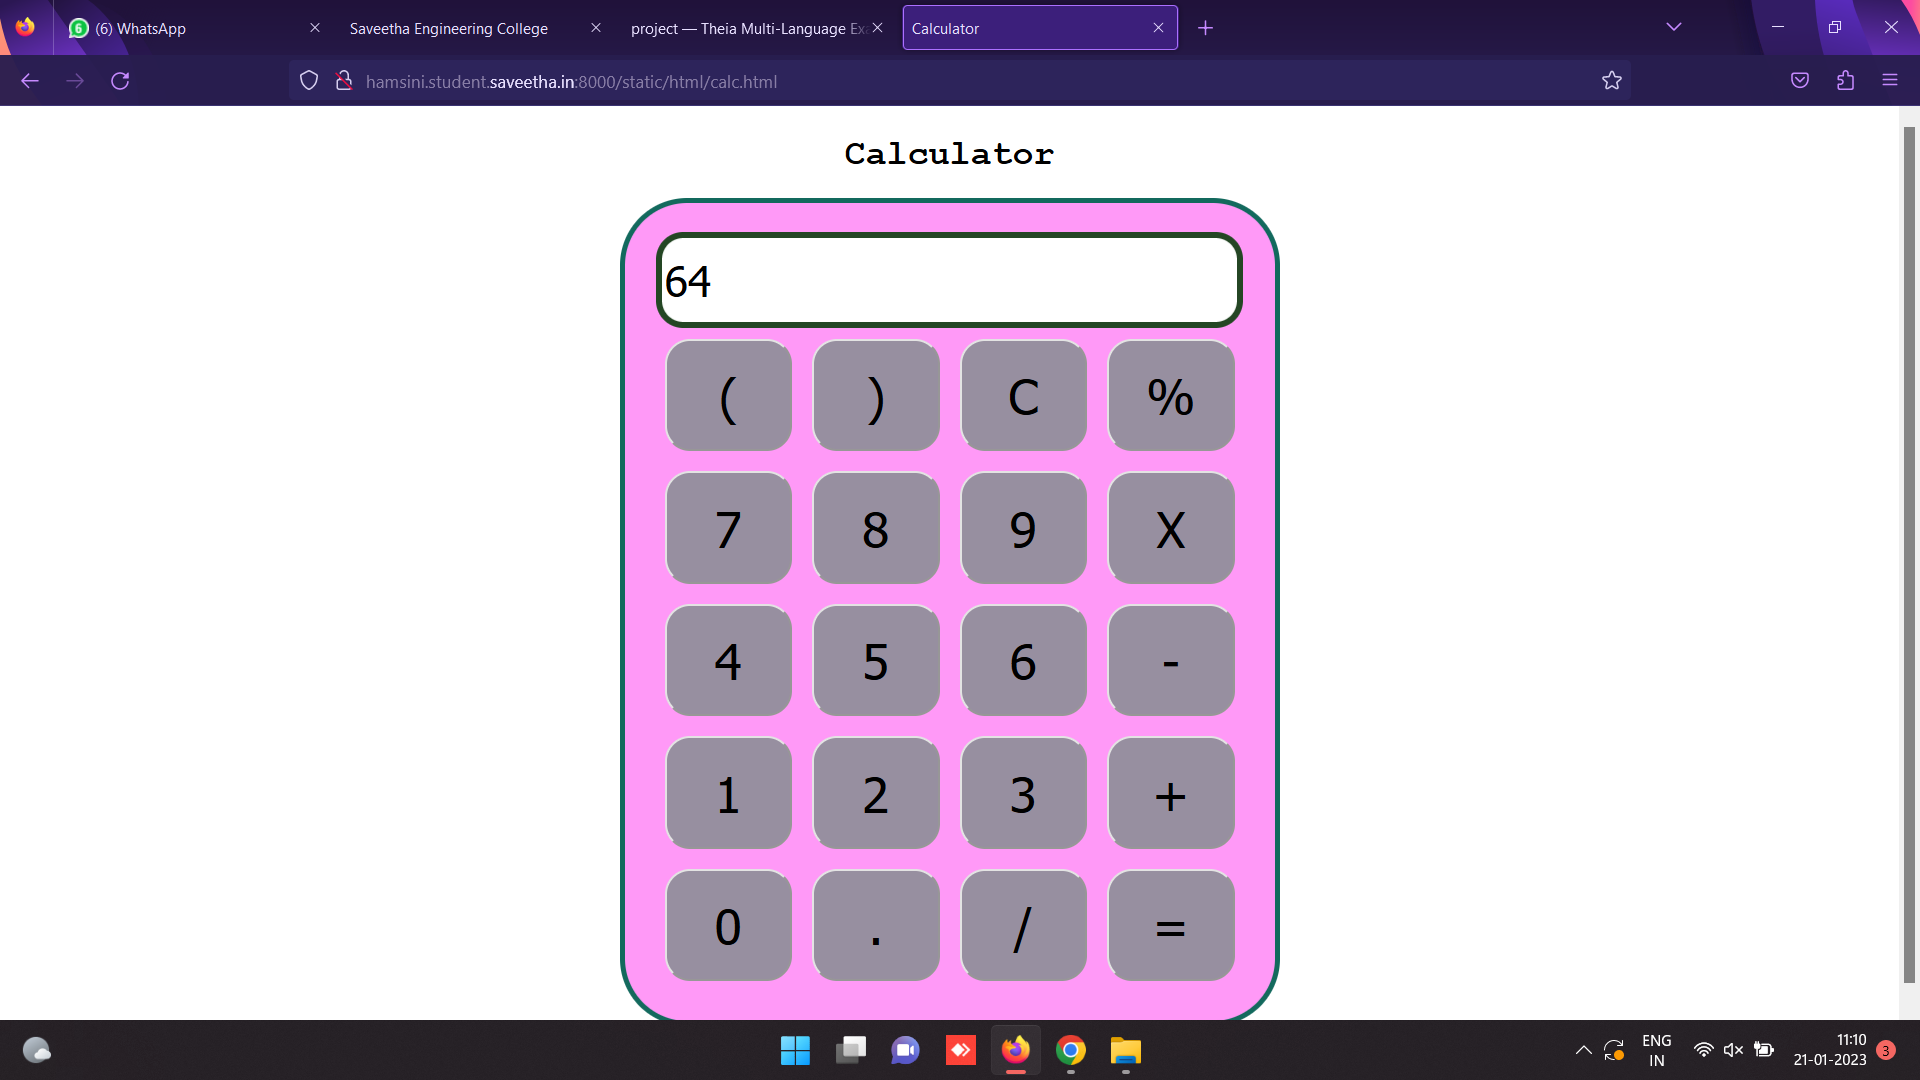 (6) WhatsApp
Saveetha Engineering College
project — Theia Multi-Language Ex
Calculator
hamsini.student.saveetha.in:8000/static/html/calc.html
Calculator
64
( ) C %
7 8 9 X
4 5 6 -
1 2 3 +
0 . / =
ENG
IN
11:10
21-01-2023
3